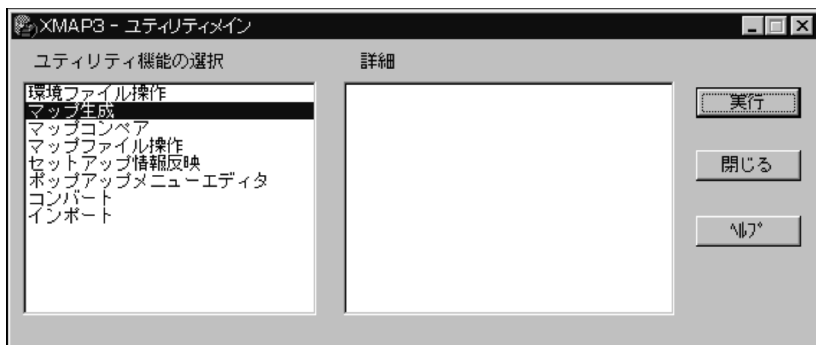 XMAP3 - ユティリティメイン
ユティリティ機能の選択
詳細
環境ファイル操作
マップ生成
マップコンペア
マップファイル操作
セットアップ情報反映
ポップアップメニューエディタ
コンバート
インポート
実行
閉じる
ﾍﾙﾌﾟ